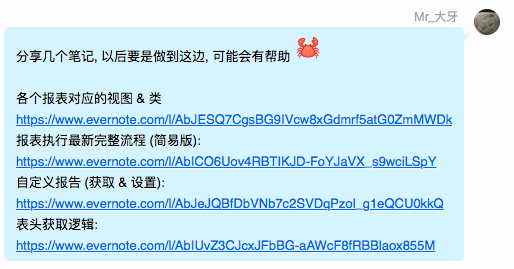 Mr_大牙
分享几个笔记, 以后要是做到这边, 可能会有帮助
各个报表对应的视图 & 类
https://www.evernote.com/l/AbJESQ7CgsBG9IVcw8xGdmrf5atG0ZmMWDk
报表执行最新完整流程 (简易版):
https://www.evernote.com/l/AbICO6Uov4RBTIKJD-FoYJaVX_s9wciLSpY
自定义报告 (获取 & 设置):
https://www.evernote.com/l/AbJeJQBfDbVNb7c2SVDqPzoI_g1eQCU0kkQ
表头获取逻辑:
https://www.evernote.com/l/AbIUvZ3CJcxJFbBG-aAWcF8fRBBlaox855M